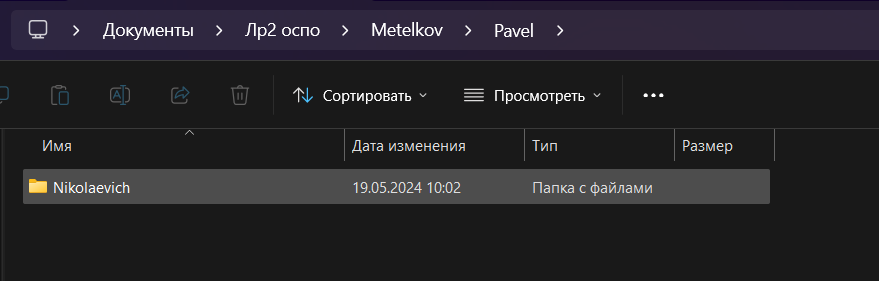 Документы > Лр2 оспо > Metelkov > Pavel >
Сортировать Просмотреть
Имя Дата изменения Тип Размер
Nikolaevich 19.05.2024 10:02 Папка с файлами